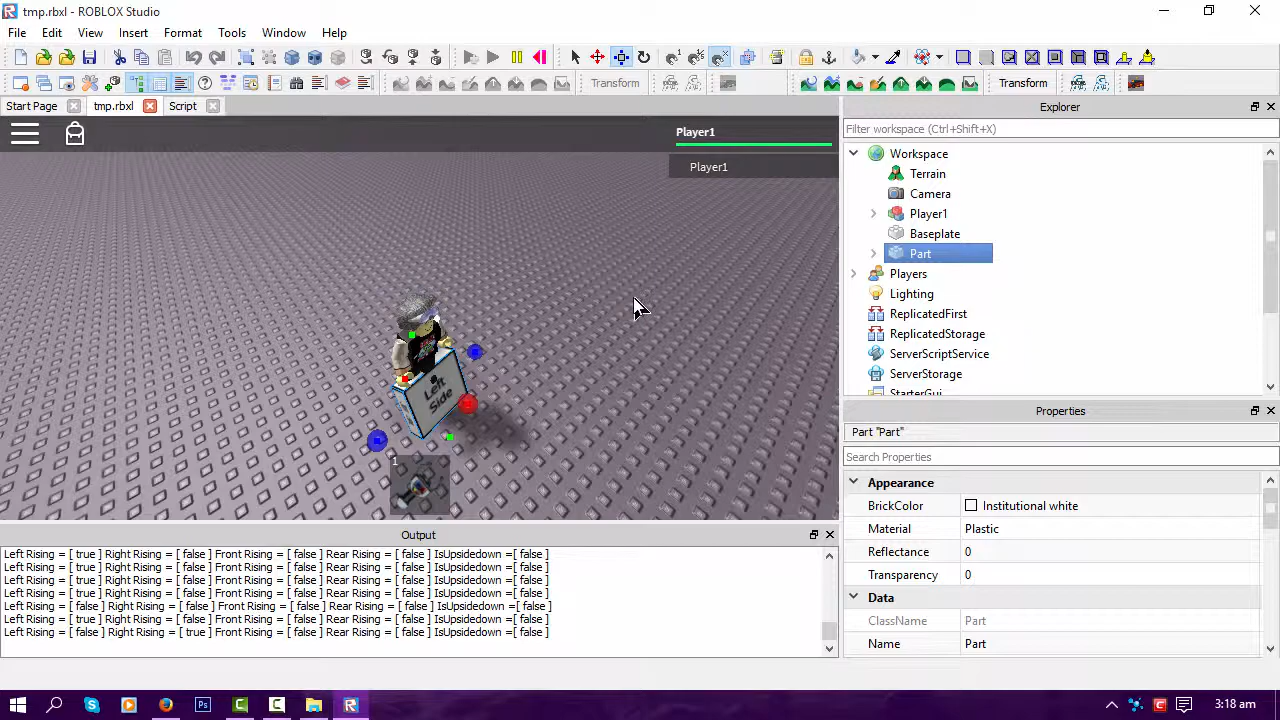 tmp.rbxl - ROBLOX Studio
File Edit View Insert Format Tools Window Help
Transform Transform
Start Page tmp.rbxl Script
Player1
Player1
Left
Side
1
Explorer
Filter workspace (Ctrl+Shift+X)
Workspace
Terrain
Camera
Player1
Baseplate
Part
Players
Lighting
ReplicatedFirst
ReplicatedStorage
ServerScriptService
ServerStorage
StarterGui
Properties
Part "Part"
Search Properties
Appearance
BrickColor Institutional white
Material Plastic
Reflectance 0
Transparency 0
Data
ClassName Part
Name Part
Output
Left Rising = [ true ] Right Rising = [ false ] Front Rising = [ false ] Rear Rising = [ false ] IsUpsidedown =[ false ]
Left Rising = [ true ] Right Rising = [ false ] Front Rising = [ false ] Rear Rising = [ false ] IsUpsidedown =[ false ]
Left Rising = [ true ] Right Rising = [ false ] Front Rising = [ false ] Rear Rising = [ false ] IsUpsidedown =[ false ]
Left Rising = [ true ] Right Rising = [ false ] Front Rising = [ false ] Rear Rising = [ false ] IsUpsidedown =[ false ]
Left Rising = [ false ] Right Rising = [ false ] Front Rising = [ false ] Rear Rising = [ false ] IsUpsidedown =[ false ]
Left Rising = [ true ] Right Rising = [ false ] Front Rising = [ false ] Rear Rising = [ false ] IsUpsidedown =[ false ]
Left Rising = [ false ] Right Rising = [ true ] Front Rising = [ false ] Rear Rising = [ false ] IsUpsidedown =[ false ]
3:18 am